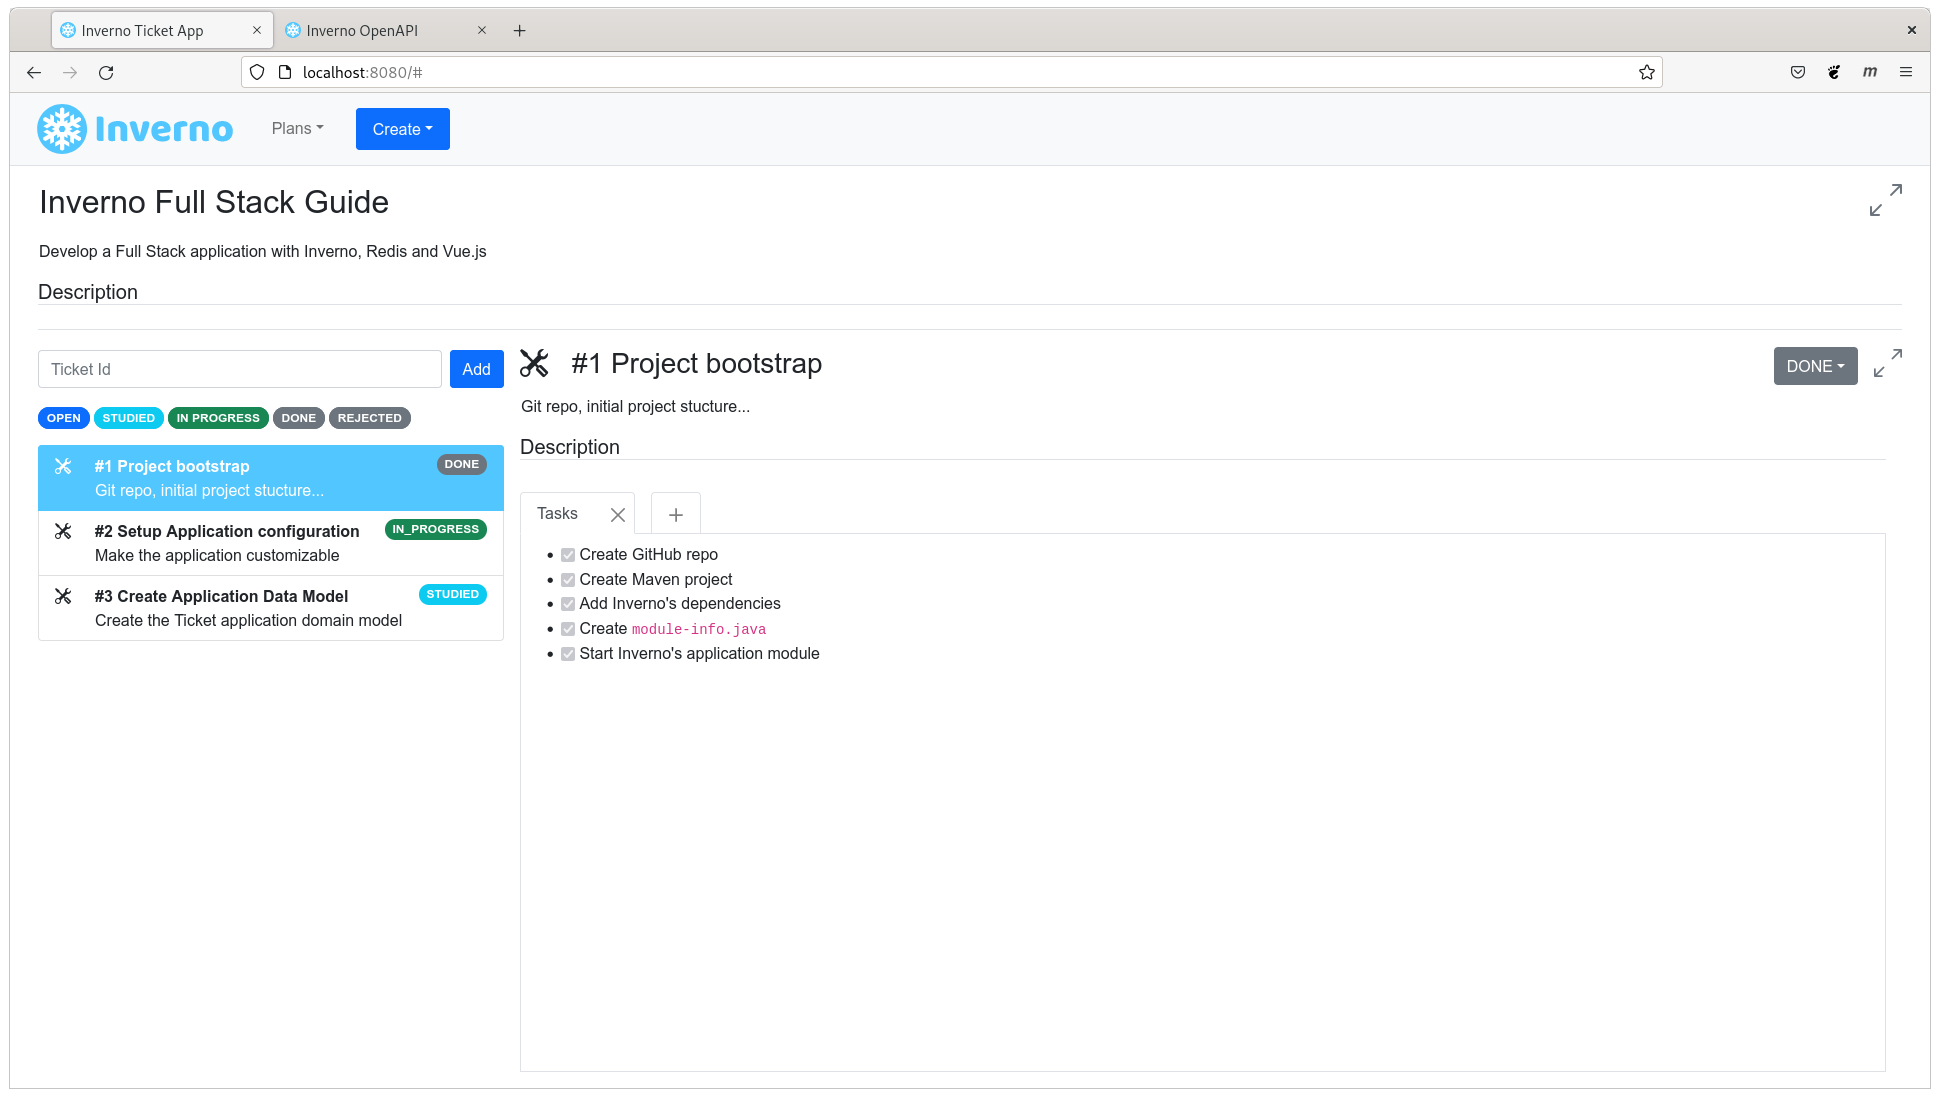 Inverno Ticket App
Inverno OpenAPI
localhost:8080/#
m
Inverno
Plans
Create
Inverno Full Stack Guide
Develop a Full Stack application with Inverno, Redis and Vue.js
Description
Ticket Id
Add
OPEN STUDIED IN PROGRESS DONE REJECTED
#1 Project bootstrap DONE
Git repo, initial project stucture...
#2 Setup Application configuration IN_PROGRESS
Make the application customizable
#3 Create Application Data Model STUDIED
Create the Ticket application domain model
#1 Project bootstrap
DONE
Git repo, initial project stucture...
Description
Tasks
Create GitHub repo
Create Maven project
Add Inverno's dependencies
Create module-info.java
Start Inverno's application module